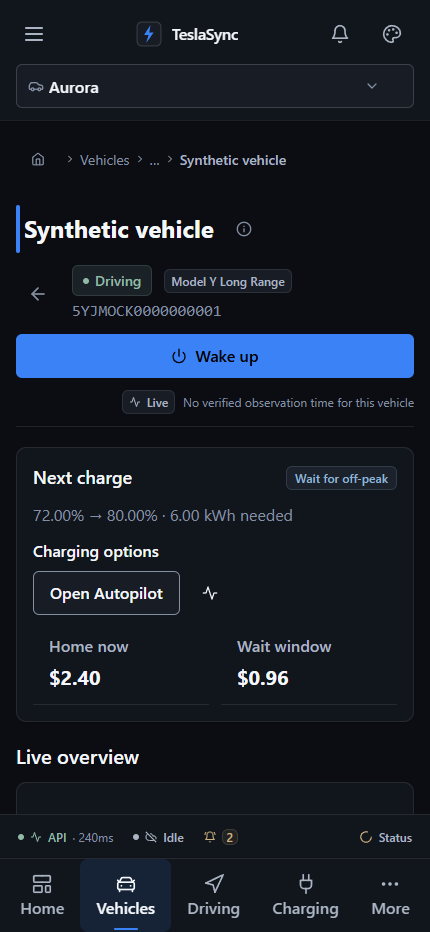 TeslaSync
Aurora
Vehicles ... Synthetic vehicle
Synthetic vehicle
Driving Model Y Long Range
5YJMOCK0000000001
Wake up
Live No verified observation time for this vehicle
Next charge Wait for off-peak
72.00% → 80.00% · 6.00 kWh needed
Charging options
Open Autopilot
Home now Wait window
$2.40 $0.96
Live overview
API · 240ms Idle 2 Status
Home Vehicles Driving Charging More